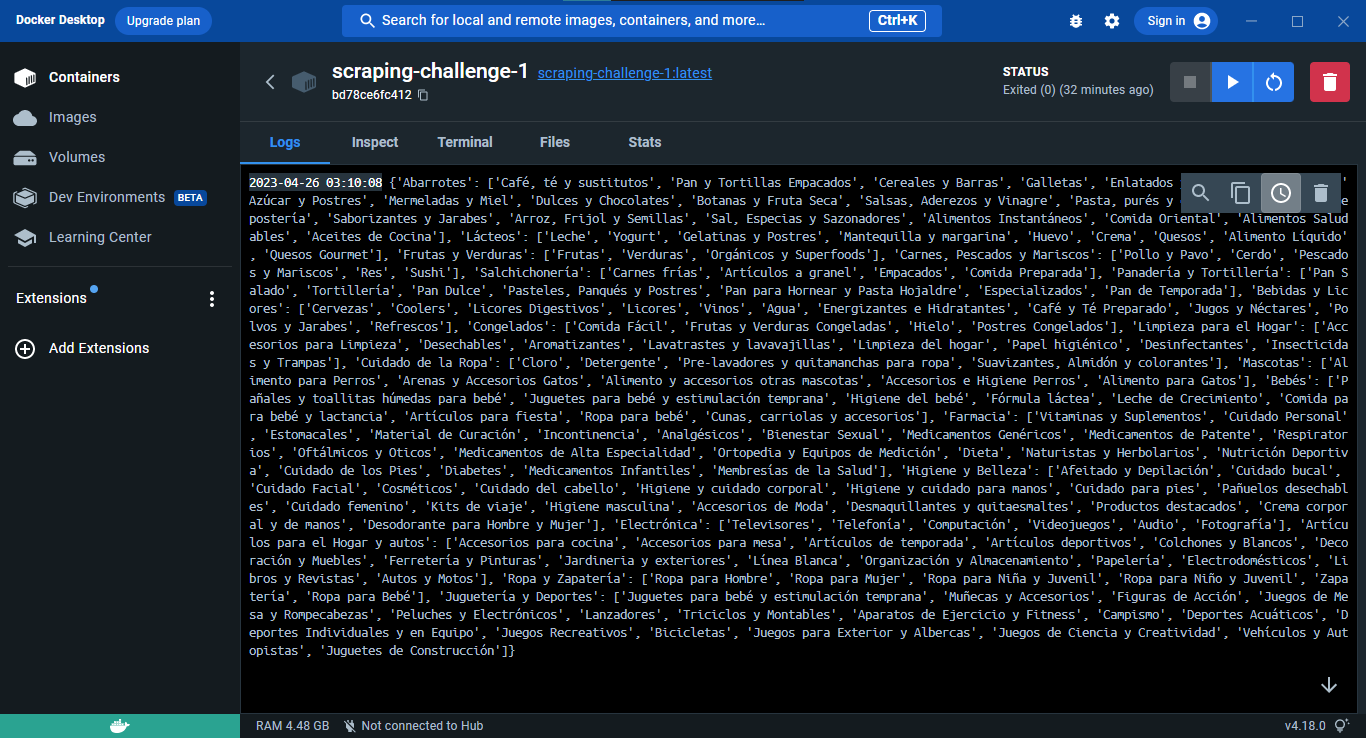 Docker Desktop
Upgrade plan
Search for local and remote images, containers, and more...
Ctrl+K
Sign in
Containers
Images
Volumes
Dev Environments BETA
Learning Center
Extensions
Add Extensions
scraping-challenge-1 scraping-challenge-1:latest
bd78ce6fc412
STATUS
Exited (0) (32 minutes ago)
Logs Inspect Terminal Files Stats
2023-04-26 03:10:08 {'Abarrotes': ['Café, té y sustitutos', 'Pan y Tortillas Empacados', 'Cereales y Barras', 'Galletas', 'Enlatados '
Azúcar y Postres', 'Mermeladas y Miel', 'Dulces y Chocolates', 'Botanas y Fruta Seca', 'Salsas, Aderezos y Vinagre', 'Pasta, purés y e
postería', 'Saborizantes y Jarabes', 'Arroz, Frijol y Semillas', 'Sal, Especias y Sazonadores', 'Alimentos Instantáneos', 'Comida Oriental', 'Alimentos Salud
ables', 'Aceites de Cocina'], 'Lácteos': ['Leche', 'Yogurt', 'Gelatinas y Postres', 'Mantequilla y margarina', 'Huevo', 'Crema', 'Quesos', 'Alimento Líquido'
, 'Quesos Gourmet'], 'Frutas y Verduras': ['Frutas', 'Verduras', 'Orgánicos y Superfoods'], 'Carnes, Pescados y Mariscos': ['Pollo y Pavo', 'Cerdo', 'Pescado
s y Mariscos', 'Res', 'Sushi'], 'Salchichonería': ['Carnes frías', 'Artículos a granel', 'Empacados', 'Comida Preparada'], 'Panadería y Tortillería': ['Pan S
alado', 'Tortillería', 'Pan Dulce', 'Pasteles, Panqués y Postres', 'Pan para Hornear y Pasta Hojaldre', 'Especializados', 'Pan de Temporada'], 'Bebidas y Lic
ores': ['Cervezas', 'Coolers', 'Licores Digestivos', 'Licores', 'Vinos', 'Agua', 'Energizantes e Hidratantes', 'Café y Té Preparado', 'Jugos y Néctares', 'Po
lvos y Jarabes', 'Refrescos'], 'Congelados': ['Comida Fácil', 'Frutas y Verduras Congeladas', 'Hielo', 'Postres Congelados'], 'Limpieza para el Hogar': ['Acc
esorios para Limpieza', 'Desechables', 'Aromatizantes', 'Lavatrastes y lavavajillas', 'Limpieza del hogar', 'Papel higiénico', 'Desinfectantes', 'Insecticida
s y Trampas'], 'Cuidado de la Ropa': ['Cloro', 'Detergente', 'Pre-lavadores y quitamanchas para ropa', 'Suavizantes, Almidón y colorantes'], 'Mascotas': ['Al
imento para Perros', 'Arenas y Accesorios Gatos', 'Alimento y accesorios otras mascotas', 'Accesorios e Higiene Perros', 'Alimento para Gatos'], 'Bebés': ['P
añales y toallitas húmedas para bebé', 'Juguetes para bebé y estimulación temprana', 'Higiene del bebé', 'Fórmula láctea', 'Leche de Crecimiento', 'Comida pa
ra bebé y lactancia', 'Artículos para fiesta', 'Ropa para bebé', 'Cunas, carriolas y accesorios'], 'Farmacia': ['Vitaminas y Suplementos', 'Cuidado Personal'
, 'Estomacales', 'Material de Curación', 'Incontinencia', 'Analgésicos', 'Bienestar Sexual', 'Medicamentos Genéricos', 'Medicamentos de Patente', 'Respirator
ios', 'Oftálmicos y Oticos', 'Medicamentos de Alta Especialidad', 'Ortopedia y Equipos de Medición', 'Dieta', 'Naturistas y Herbolarios', 'Nutrición Deportiv
a', 'Cuidado de los Pies', 'Diabetes', 'Medicamentos Infantiles', 'Membresías de la Salud'], 'Higiene y Belleza': ['Afeitado y Depilación', 'Cuidado bucal',
'Cuidado Facial', 'Cosméticos', 'Cuidado del cabello', 'Higiene y cuidado corporal', 'Higiene y cuidado para manos', 'Cuidado para pies', 'Pañuelos desechabl
es', 'Cuidado femenino', 'Kits de viaje', 'Higiene masculina', 'Accesorios de Moda', 'Desmaquillantes y quitaesmaltes', 'Productos destacados', 'Crema corpor
al y de manos', 'Desodorante para Hombre y Mujer'], 'Electrónica': ['Televisores', 'Telefonía', 'Computación', 'Videojuegos', 'Audio', 'Fotografía'], 'Artícu
los para el Hogar y autos': ['Accesorios para cocina', 'Accesorios para mesa', 'Artículos de temporada', 'Artículos deportivos', 'Colchones y Blancos', 'Deco
ración y Muebles', 'Ferretería y Pinturas', 'Jardineria y exteriores', 'Línea Blanca', 'Organización y Almacenamiento', 'Papelería', 'Electrodomésticos', 'Li
bros y Revistas', 'Autos y Motos'], 'Ropa y Zapatería': ['Ropa para Hombre', 'Ropa para Mujer', 'Ropa para Niña y Juvenil', 'Ropa para Niño y Juvenil', 'Zapa
tería', 'Ropa para Bebé'], 'Juguetería y Deportes': ['Juguetes para bebé y estimulación temprana', 'Muñecas y Accesorios', 'Figuras de Acción', 'Juegos de Me
sa y Rompecabezas', 'Peluches y Electrónicos', 'Lanzadores', 'Triciclos y Montables', 'Aparatos de Ejercicio y Fitness', 'Campismo', 'Deportes Acuáticos', 'D
eportes Individuales y en Equipo', 'Juegos Recreativos', 'Bicicletas', 'Juegos para Exterior y Albercas', 'Juegos de Ciencia y Creatividad', 'Vehículos y Aut
opistas', 'Juguetes de Construcción']}
RAM 4.48 GB Not connected to Hub v4.18.0